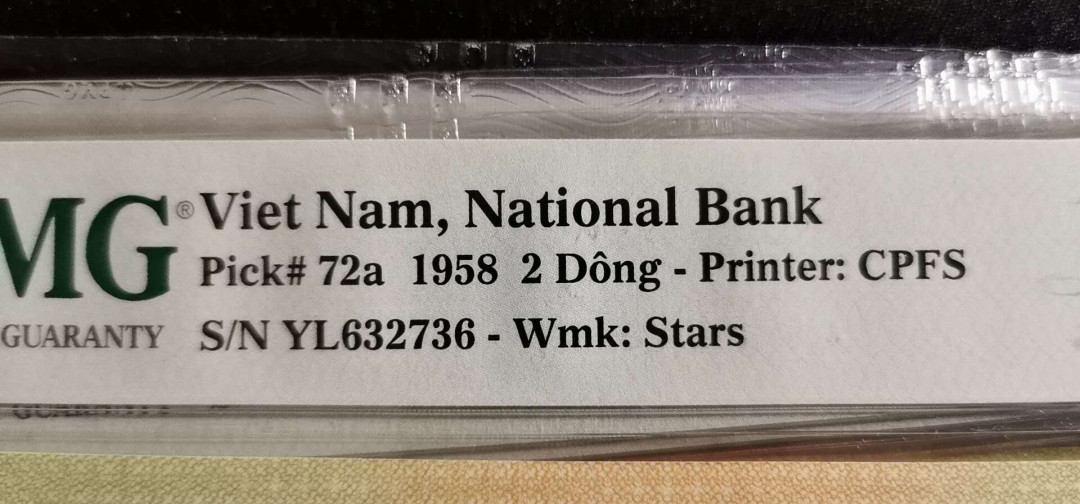 MG® Viet Nam, National Bank
Pick# 72a 1958 2 Dông - Printer: CPFS
GUARANTY S/N YL632736 - Wmk: Stars